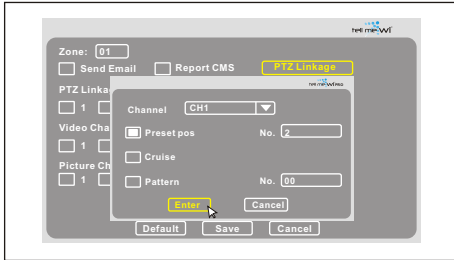 tell me Wi
Zone: 01
Send Email Report CMS PTZ Linkage
PTZ Linka
1
Video Cha
1
Picture Ch
1
Channel CH1
Preset pos No. 2
Cruise
Pattern No. 00
Enter Cancel
Default Save Cancel